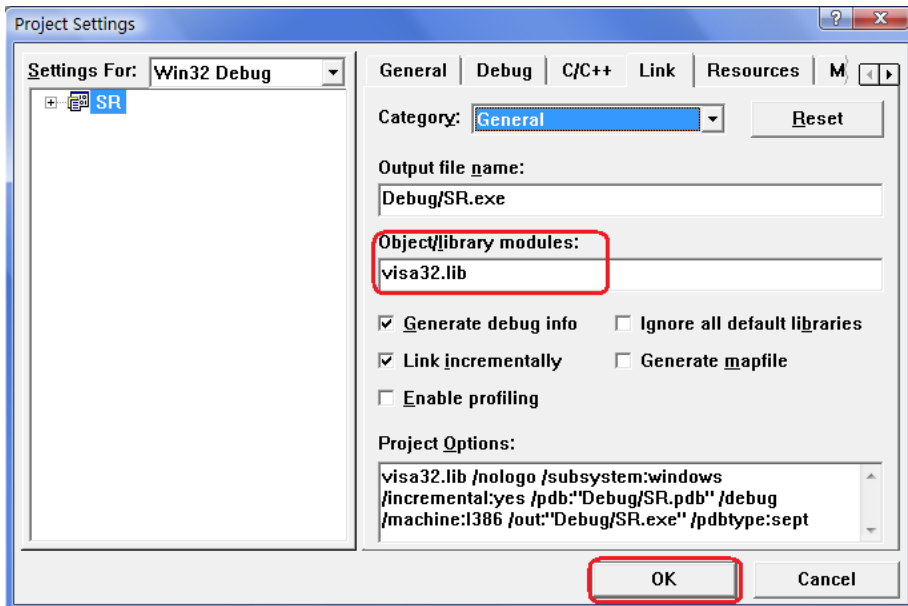 Project Settings
Settings For: Win32 Debug
SR
General Debug C/C++ Link Resources M
Category: General Reset
Output file name:
Debug/SR.exe
Object/library modules:
visa32.lib
Generate debug info Ignore all default libraries
Link incrementally Generate mapfile
Enable profiling
Project Options:
visa32.lib /nologo /subsystem:windows
/incremental:yes /pdb:"Debug/SR.pdb" /debug
/machine:I386 /out:"Debug/SR.exe" /pdbtype:sept
OK Cancel